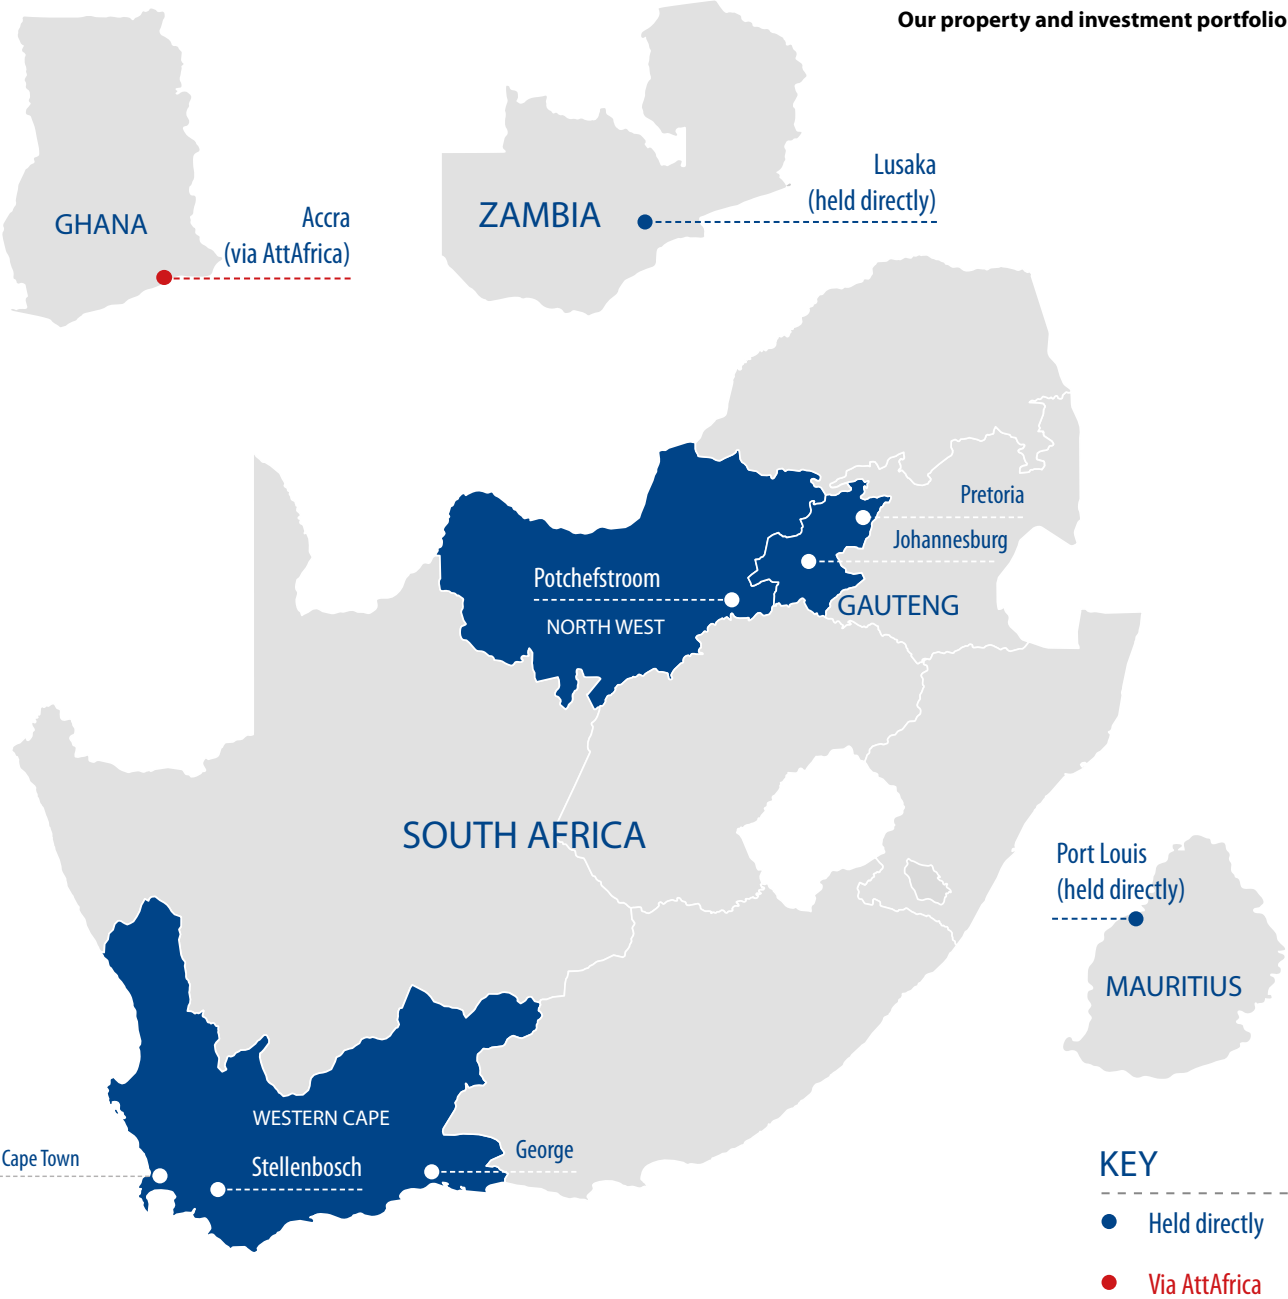 Our property and investment portfolio
GHANA
Accra
(via AttAfrica)
ZAMBIA
Lusaka
(held directly)
Pretoria
Johannesburg
Potchefstroom
GAUTENG
NORTH WEST
SOUTH AFRICA
Port Louis
(held directly)
MAURITIUS
WESTERN CAPE
Cape Town
Stellenbosch
George
KEY
Held directly
Via AttAfrica